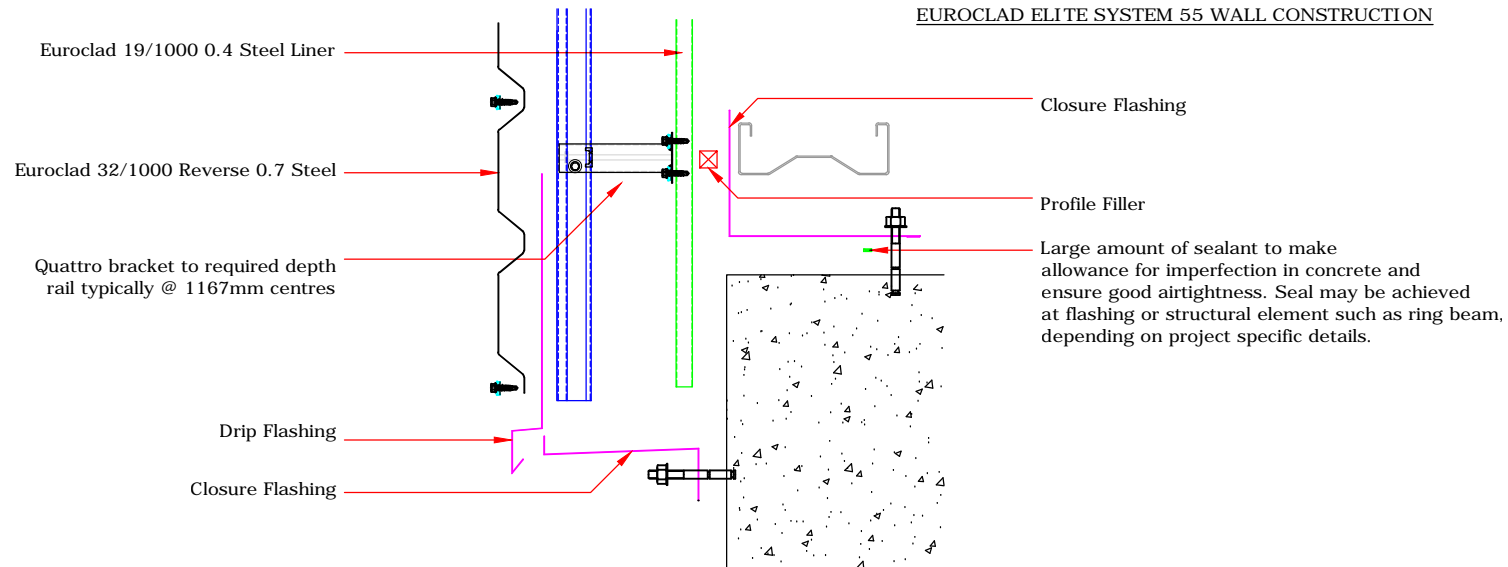 EUROCLAD ELITE SYSTEM 55 WALL CONSTRUCTION
Euroclad 19/1000 0.4 Steel Liner
Closure Flashing
Euroclad 32/1000 Reverse 0.7 Steel
Profile Filler
Quattro bracket to required depth
rail typically @ 1167mm centres
Large amount of sealant to make
allowance for imperfection in concrete and
ensure good airtightness. Seal may be achieved
at flashing or structural element such as ring beam,
depending on project specific details.
Drip Flashing
Closure Flashing